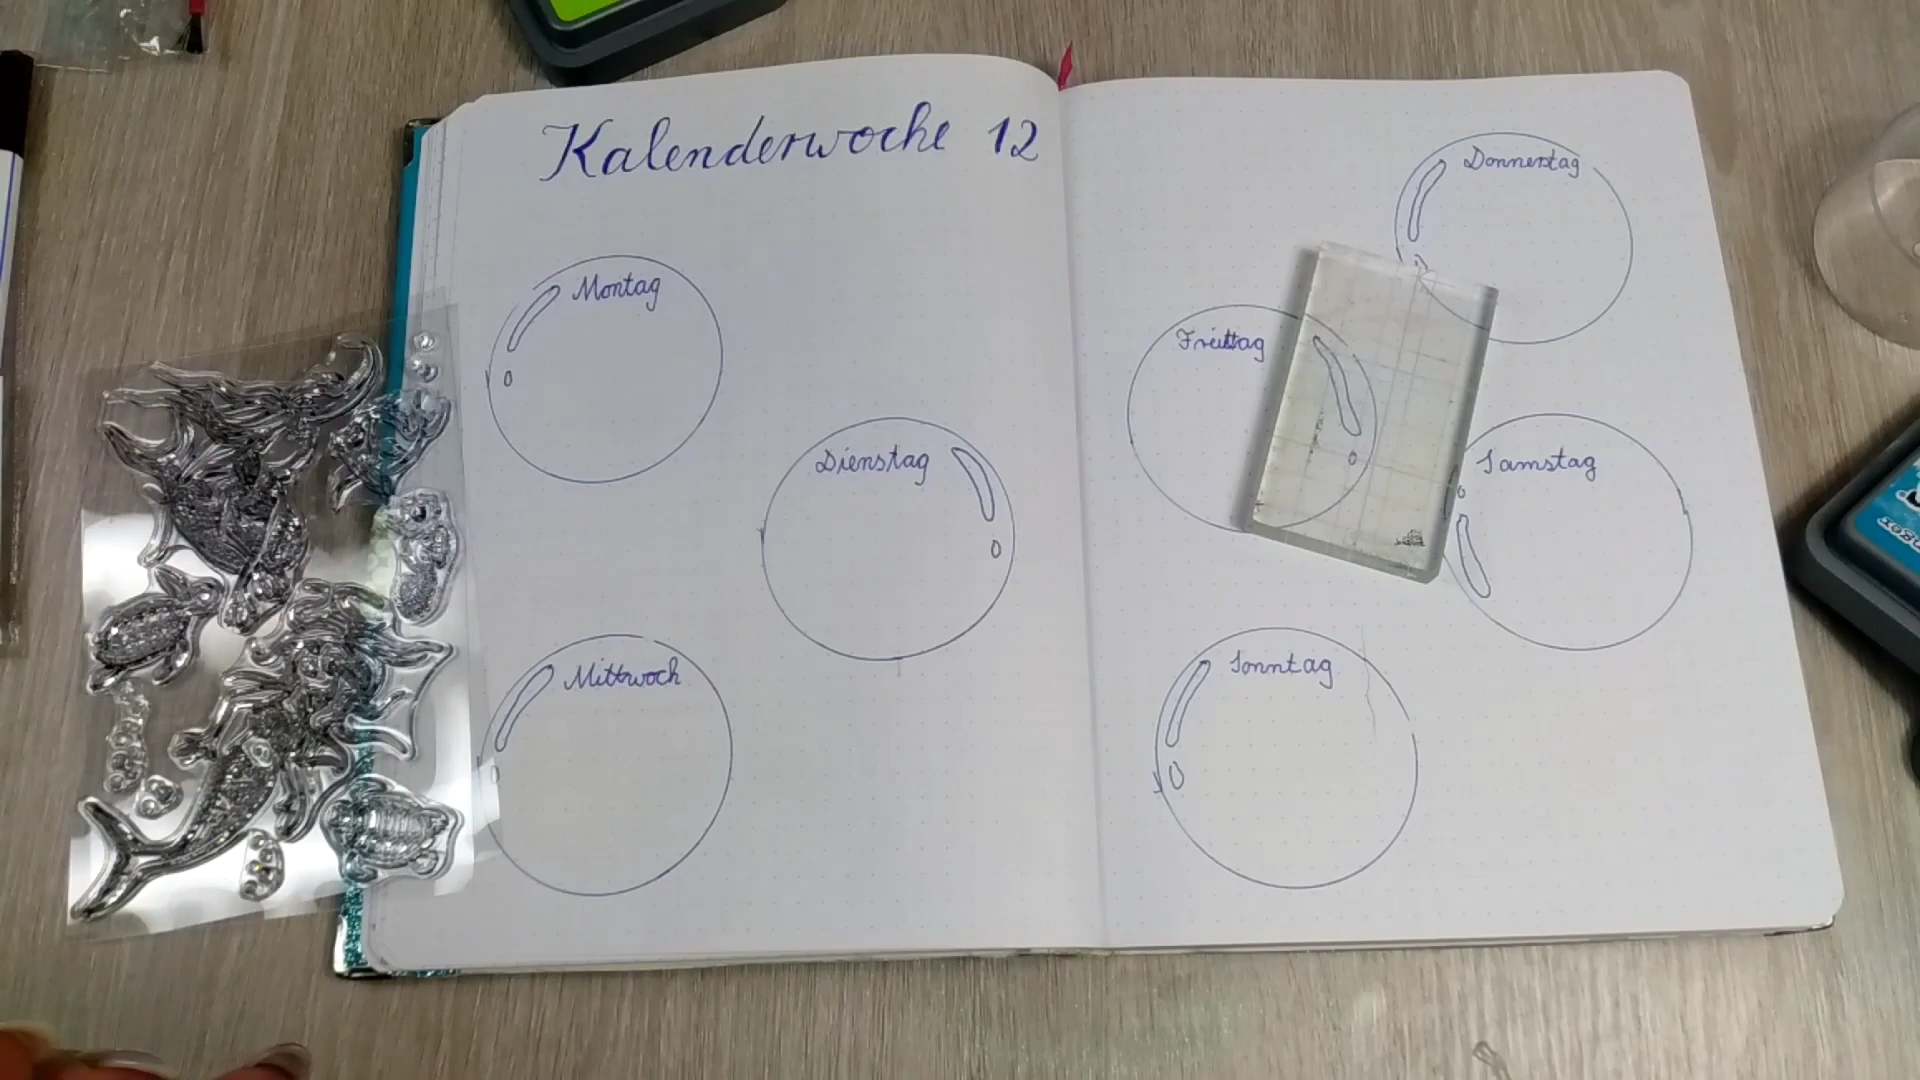 Kalenderwoche 12
Montag
Dienstag
Mittwoch
Donnerstag
Freitag
Samstag
Sonntag